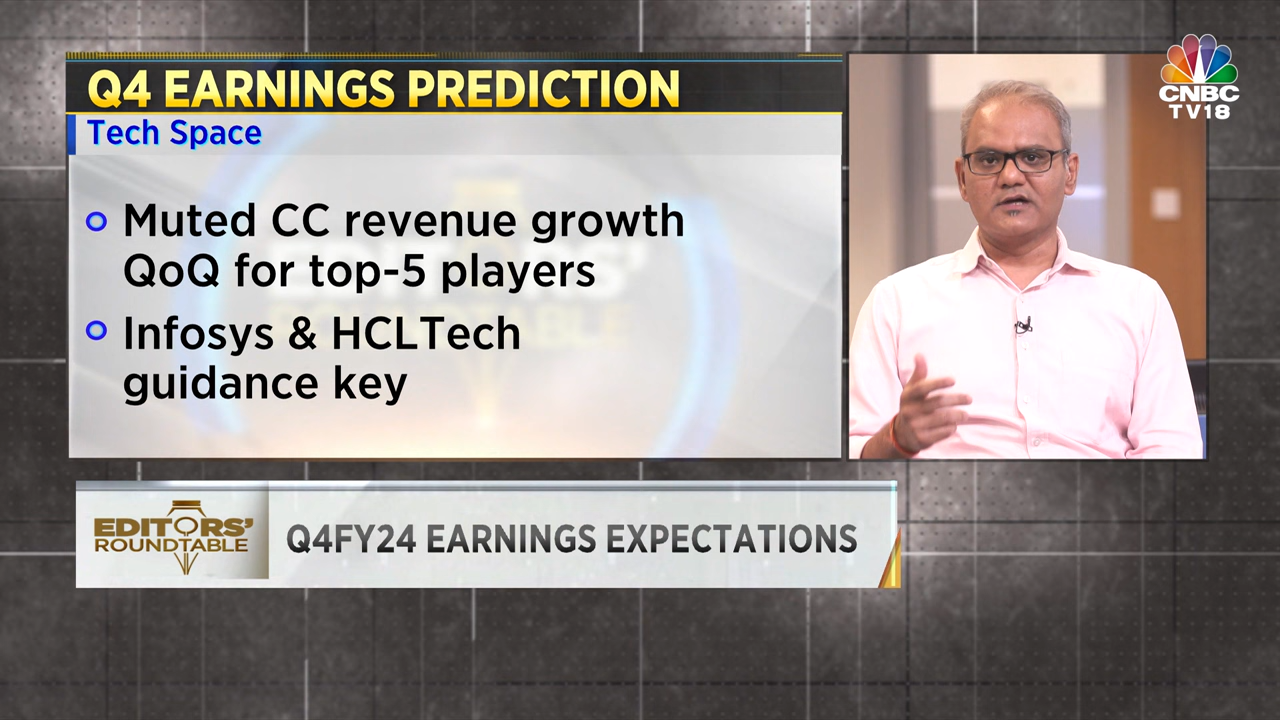 Q4 EARNINGS PREDICTION
Tech Space
Muted CC revenue growth
QoQ for top-5 players
Infosys & HCLTech
guidance key
CNBC
TV18
EDITORS'
ROUNDTABLE
Q4FY24 EARNINGS EXPECTATIONS